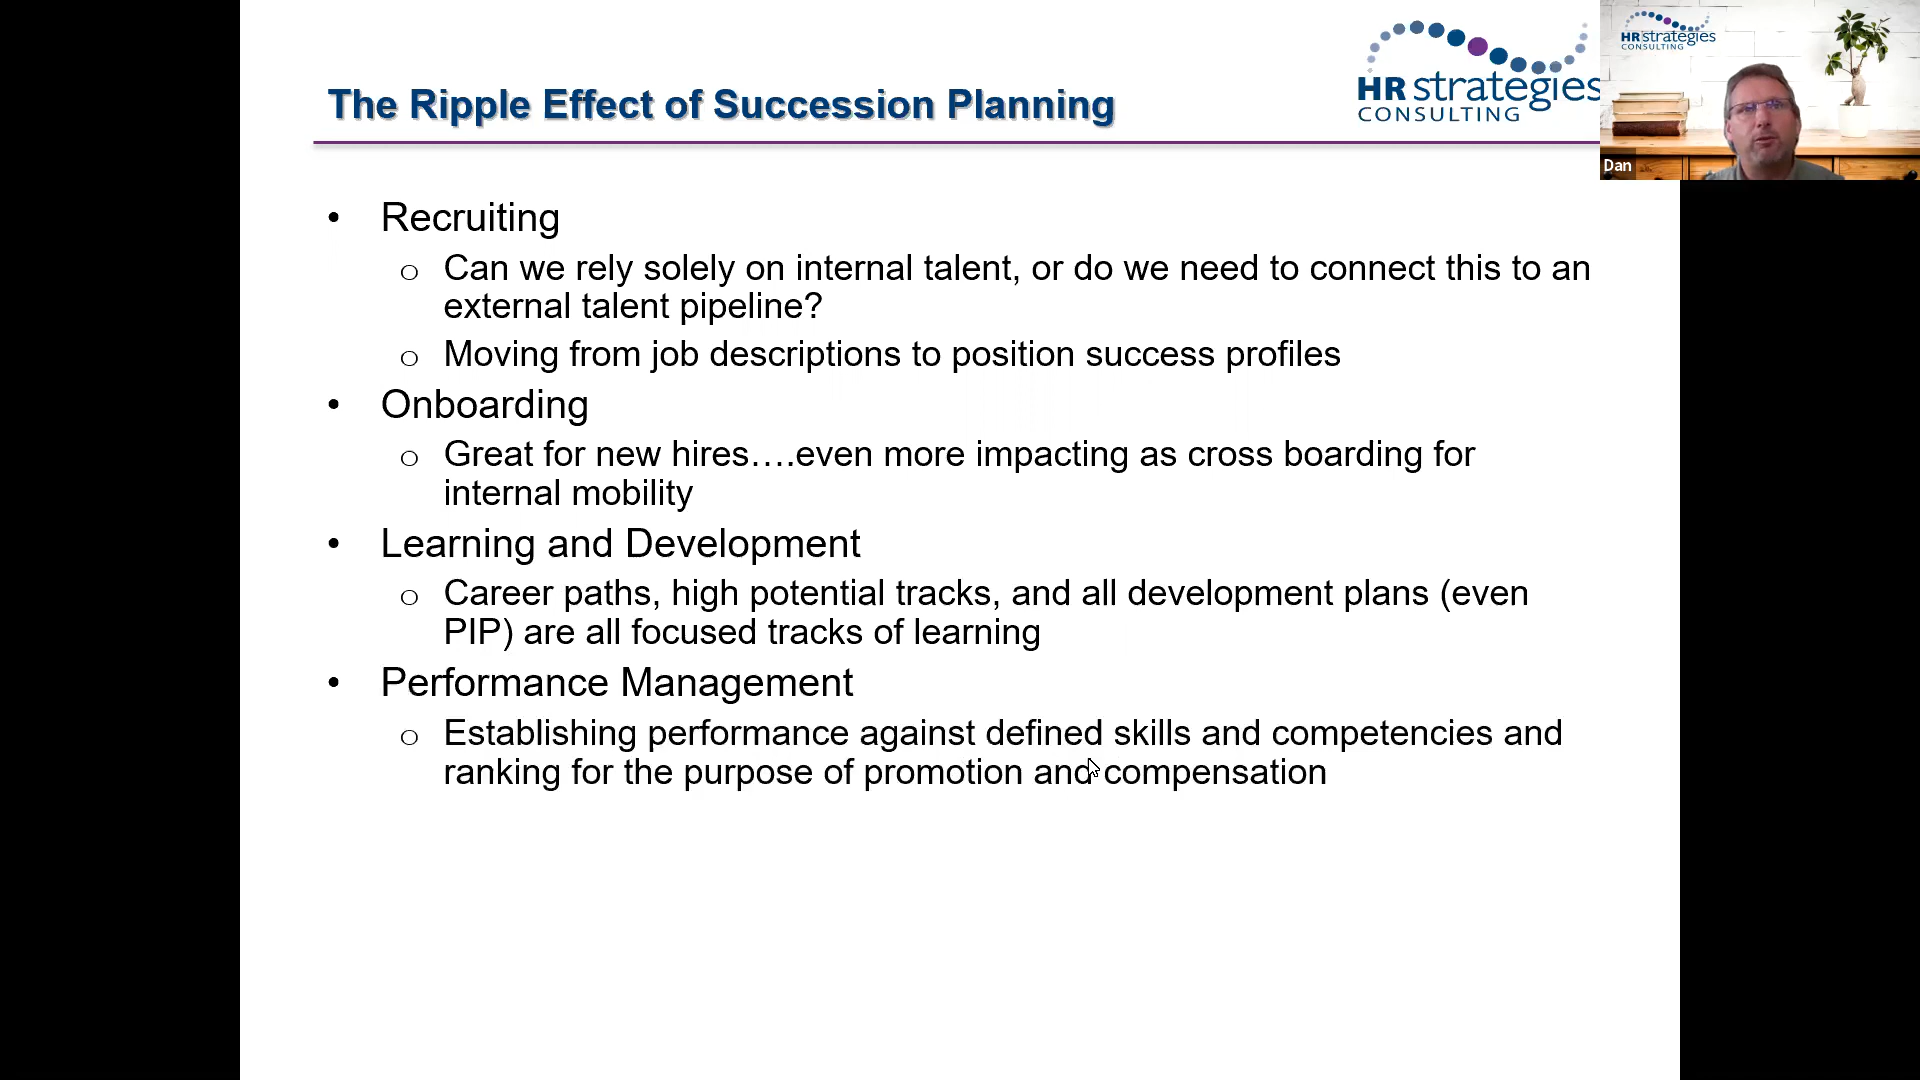 The Ripple Effect of Succession Planning
HR strategies
CONSULTING
HR strategies
CONSULTING
Dan
• Recruiting
o Can we rely solely on internal talent, or do we need to connect this to an
external talent pipeline?
o Moving from job descriptions to position success profiles
• Onboarding
o Great for new hires….even more impacting as cross boarding for
internal mobility
• Learning and Development
o Career paths, high potential tracks, and all development plans (even
PIP) are all focused tracks of learning
• Performance Management
o Establishing performance against defined skills and competencies and
ranking for the purpose of promotion and compensation